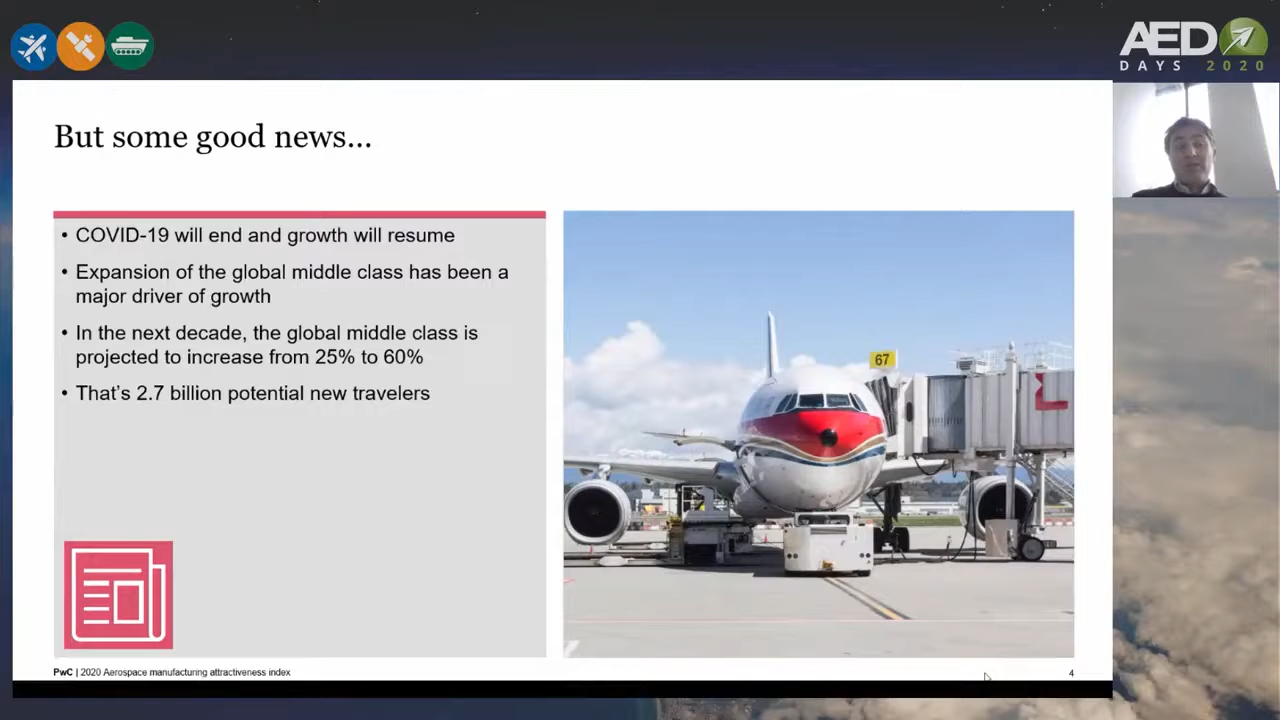 AED
DAYS 2020
But some good news...
• COVID-19 will end and growth will resume
• Expansion of the global middle class has been a
major driver of growth
• In the next decade, the global middle class is
projected to increase from 25% to 60%
• That's 2.7 billion potential new travelers
67
PwC | 2020 Aerospace manufacturing attractiveness index
4